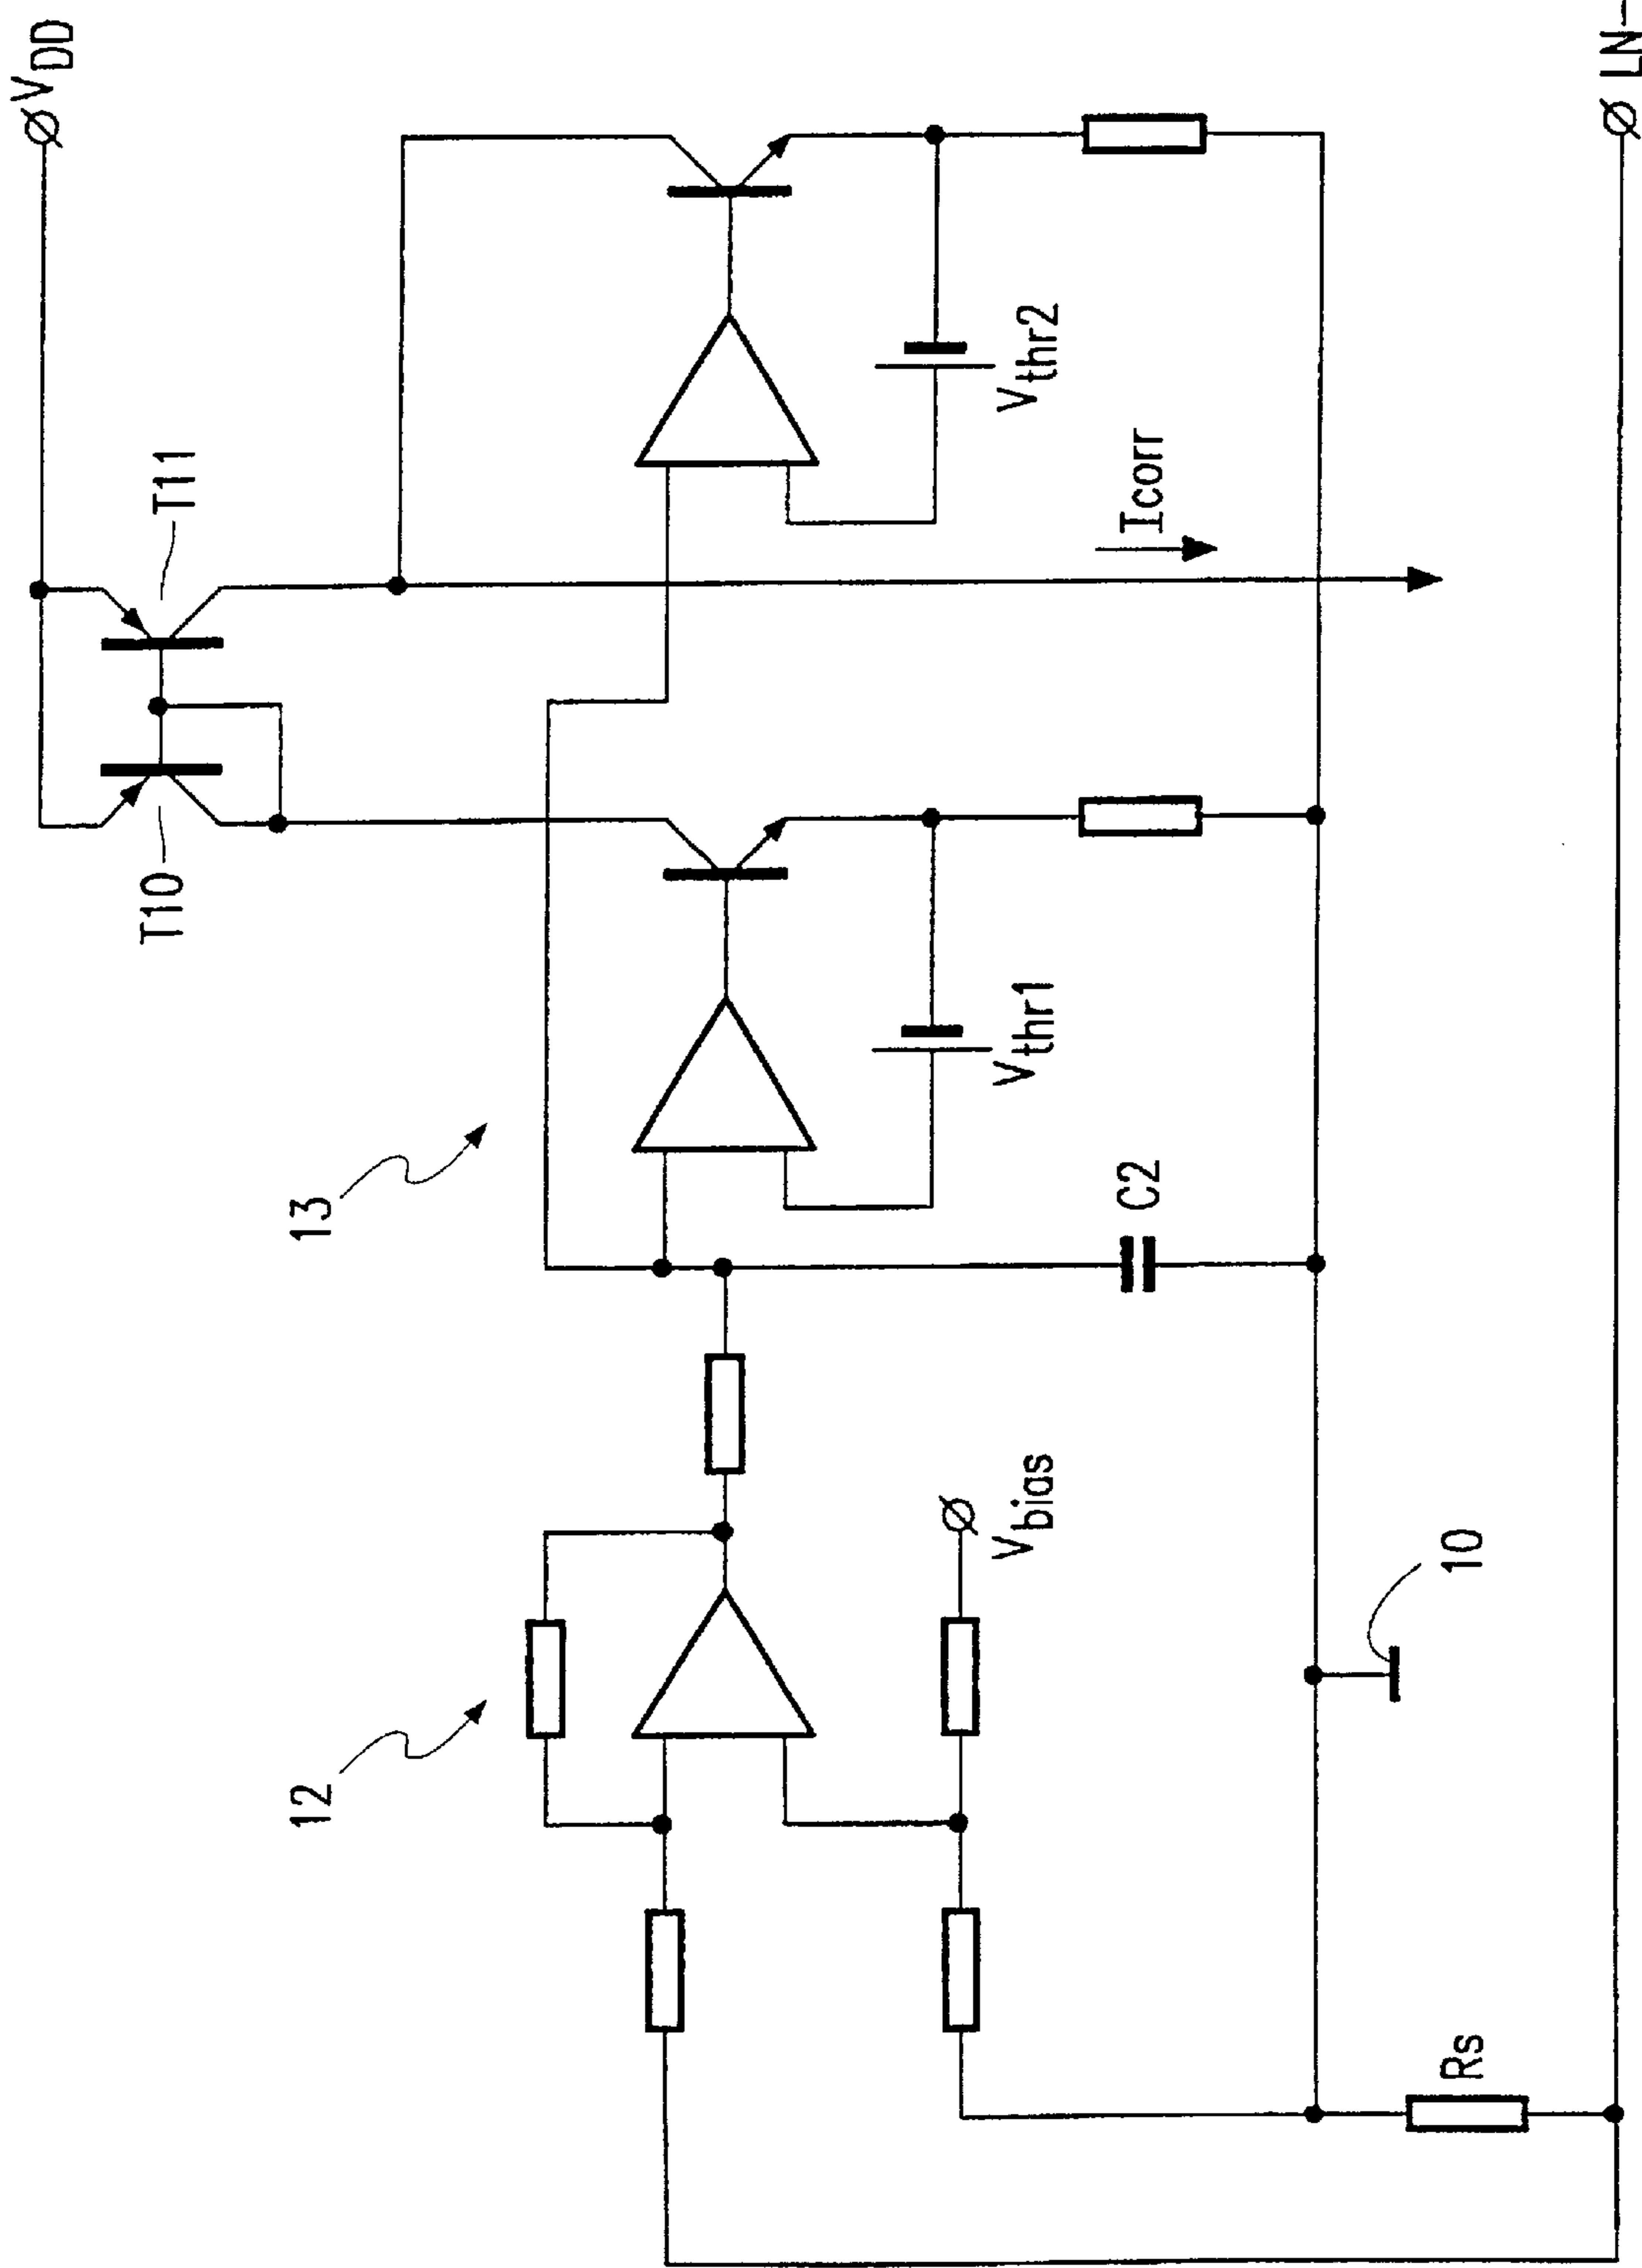 VDD
T10
T11
13
12
Vthr1
Vthr2
Icorr
C2
Vbias
10
Rs
LN-